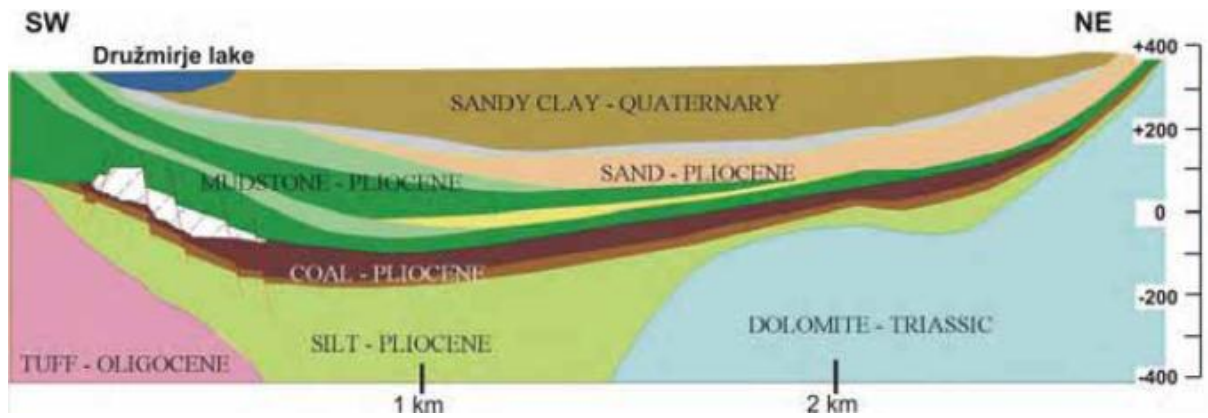 SW
NE
Družmirje lake
+400
SANDY CLAY - QUATERNARY
+200
SAND - PLIOCENE
MUDSTONE - PLIOCENE
0
COAL - PLIOCENE
-200
DOLOMITE - TRIASSIC
SILT - PLIOCENE
TUFF - OLIGOCENE
-400
1 km
2 km